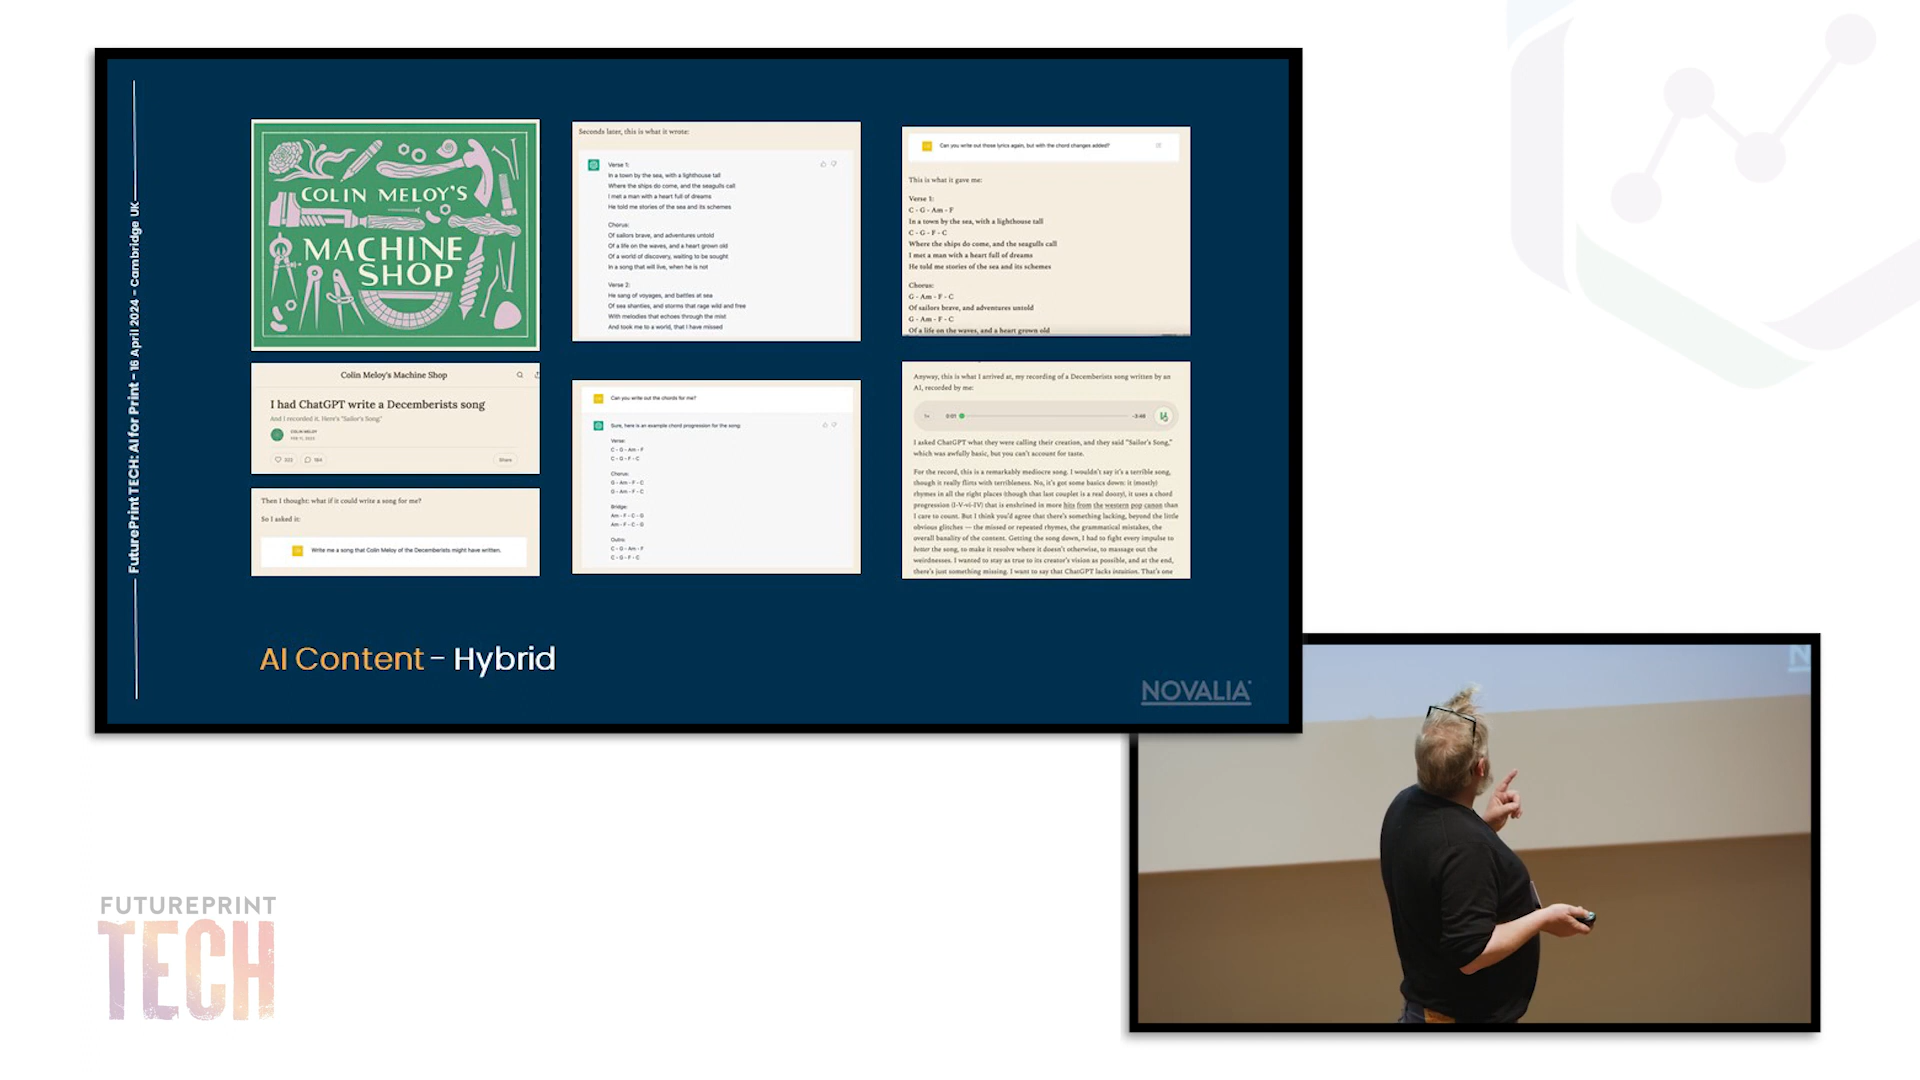 FuturePrint TECH: AI for Print - 16 April 2024 - Cambridge UK
COLIN MELOY'S
MACHINE
SHOP
Colin Meloy's Machine Shop
I had ChatGPT write a Decemberists song
And I recorded it. Here's "Sailor's Song"
COLIN MELOY
FEB 11, 2023
Share
Then I thought: what if it could write a song for me?
So I asked it:
Write me a song that Colin Meloy of the Decemberists might have written.
Seconds later, this is what it wrote:
Verse 1:
In a town by the sea, with a lighthouse tall
Where the ships do come, and the seagulls call
I met a man with a heart full of dreams
He told me stories of the sea and its schemes
Chorus:
Of sailors brave, and adventures untold
Of a life on the waves, and a heart grown old
Of a world of discovery, waiting to be sought
In a song that will live, when he is not
Verse 2:
He sang of voyages, and battles at sea
Of sea shanties, and storms that rage wild and free
With melodies that echoes through the mist
And took me to a world, that I have missed
Can you write out the chords for me?
Sure, here is an example chord progression for the song:
Verse:
C - G - Am - F
C - G - F - C
Chorus:
G - Am - F - C
G - Am - F - C
Bridge:
Am - F - C - G
Am - F - C - G
Outro:
C - G - Am - F
C - G - F - C
Can you write out those lyrics again, but with the chord changes added?
This is what it gave me:
Verse 1:
C - G - Am - F
In a town by the sea, with a lighthouse tall
C - G - F - C
Where the ships do come, and the seagulls call
I met a man with a heart full of dreams
He told me stories of the sea and its schemes
Chorus:
G - Am - F - C
Of sailors brave, and adventures untold
G - Am - F - C
Of a life on the waves, and a heart grown old
Anyway, this is what I arrived at, my recording of a Decemberists song written by an
AI, recorded by me:
1×
0:01
-3:48
I asked ChatGPT what they were calling their creation, and they said "Sailor's Song,"
which was awfully basic, but you can't account for taste.
For the record, this is a remarkably mediocre song. I wouldn't say it's a terrible song,
though it really flirts with terribleness. No, it's got some basics down: it (mostly)
rhymes in all the right places (though that last couplet is a real doozy), it uses a chord
progression (I-V-vi-IV) that is enshrined in more hits from the western pop canon than
I care to count. But I think you'd agree that there's something lacking, beyond the little
obvious glitches — the missed or repeated rhymes, the grammatical mistakes, the
overall banality of the content. Getting the song down, I had to fight every impulse to
better the song, to make it resolve where it doesn't otherwise, to massage out the
weirdnesses. I wanted to stay as true to its creator's vision as possible, and at the end,
there's just something missing. I want to say that ChatGPT lacks intuition. That's one
AI Content - Hybrid
NOVALIA
N
FUTUREPRINT
TECH